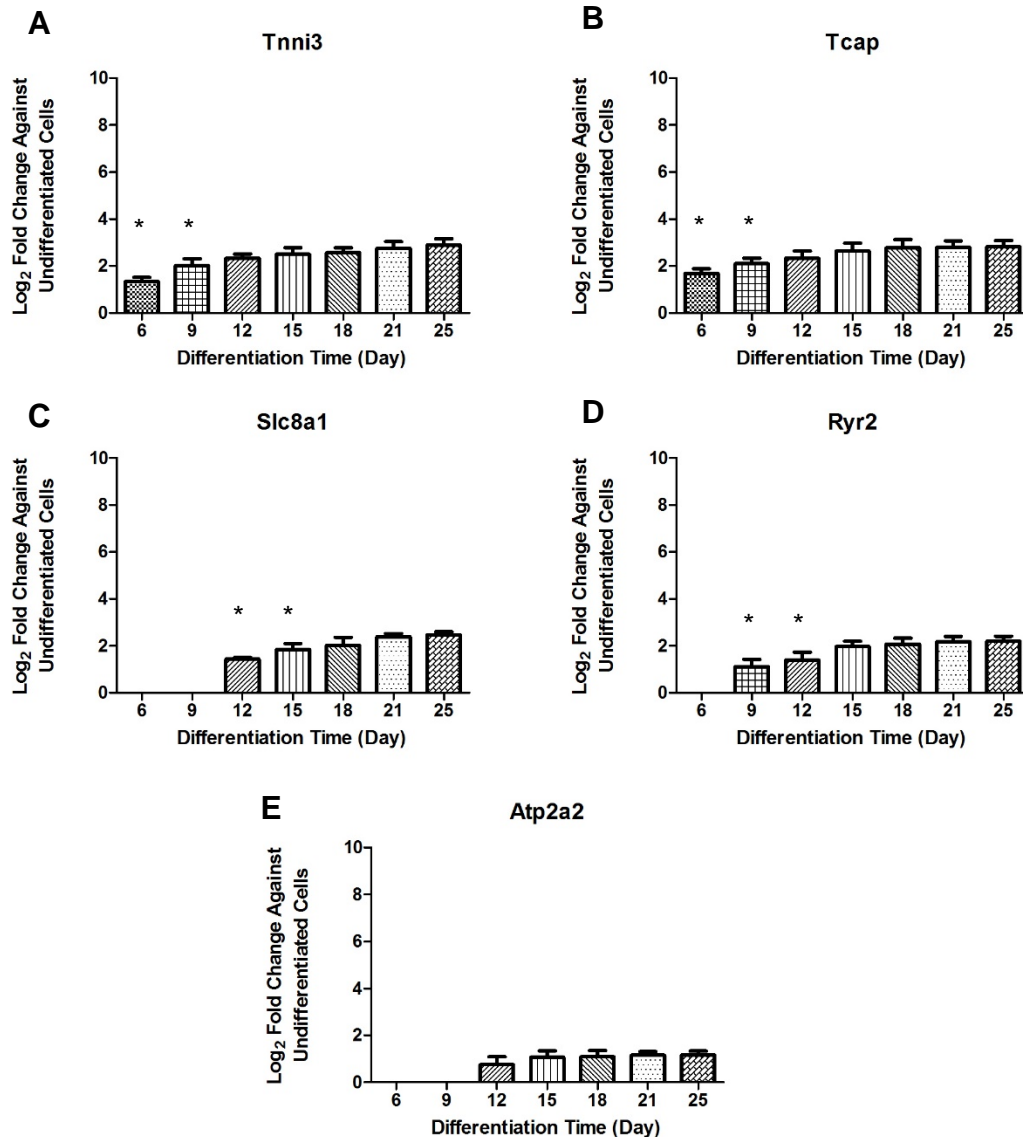 A
Tnni3
Log2 Fold Change Against
Undifferentiated Cells
10
8
6
4
2
0
* *
6 9 12 15 18 21 25
Differentiation Time (Day)
B
Tcap
Log2 Fold Change Against
Undifferentiated Cells
10
8
6
4
2
0
* *
6 9 12 15 18 21 25
Differentiation Time (Day)
C
Slc8a1
Log2 Fold Change Against
Undifferentiated Cells
10
8
6
4
2
0
* *
6 9 12 15 18 21 25
Differentiation Time (Day)
D
Ryr2
Log2 Fold Change Against
Undifferentiated Cells
10
8
6
4
2
0
* *
6 9 12 15 18 21 25
Differentiation Time (Day)
E
Atp2a2
Log2 Fold Change Against
Undifferentiated Cells
10
8
6
4
2
0
6 9 12 15 18 21 25
Differentiation Time (Day)